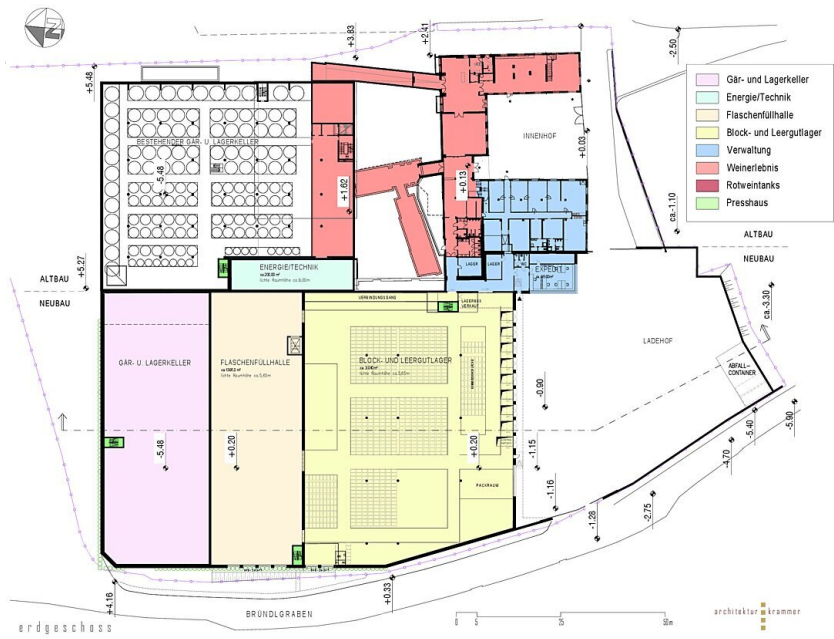 N
+5.48
+3.83
+2.41
-2.50
Gär- und Lagerkeller
Energie/Technik
Flaschenfüllhalle
Block- und Leergutlager
Verwaltung
Weinerlebnis
Rotweintanks
Presshaus
BESTEHENDER GÄR- U. LAGERKELLER
-5.48
INNENHOF
+0.03
+1.62
+0.13
ca.-1.10
ALTBAU
NEUBAU
+5.27
ALTBAU
NEUBAU
ENERGIE/TECHNIK
LAGER
LAGER
WC
EXPEDIT
VERBINDUNGSGANG
LAGERBÜRO
VERKAUF
ca.-3.30
LADEHOF
GÄR- U. LAGERKELLER
FLASCHENFÜLLHALLE
BLOCK- UND LEERGUTLAGER
ABFALL-
CONTAINER
-0.90
-5.48
+0.20
+0.20
-1.15
-5.90
-5.40
-4.70
PACKRAUM
-1.16
-1.28
-2.75
+4.16
+0.33
BRÜNDLGRABEN
0 5 25 50m
architektur krammer
erdgeschoss